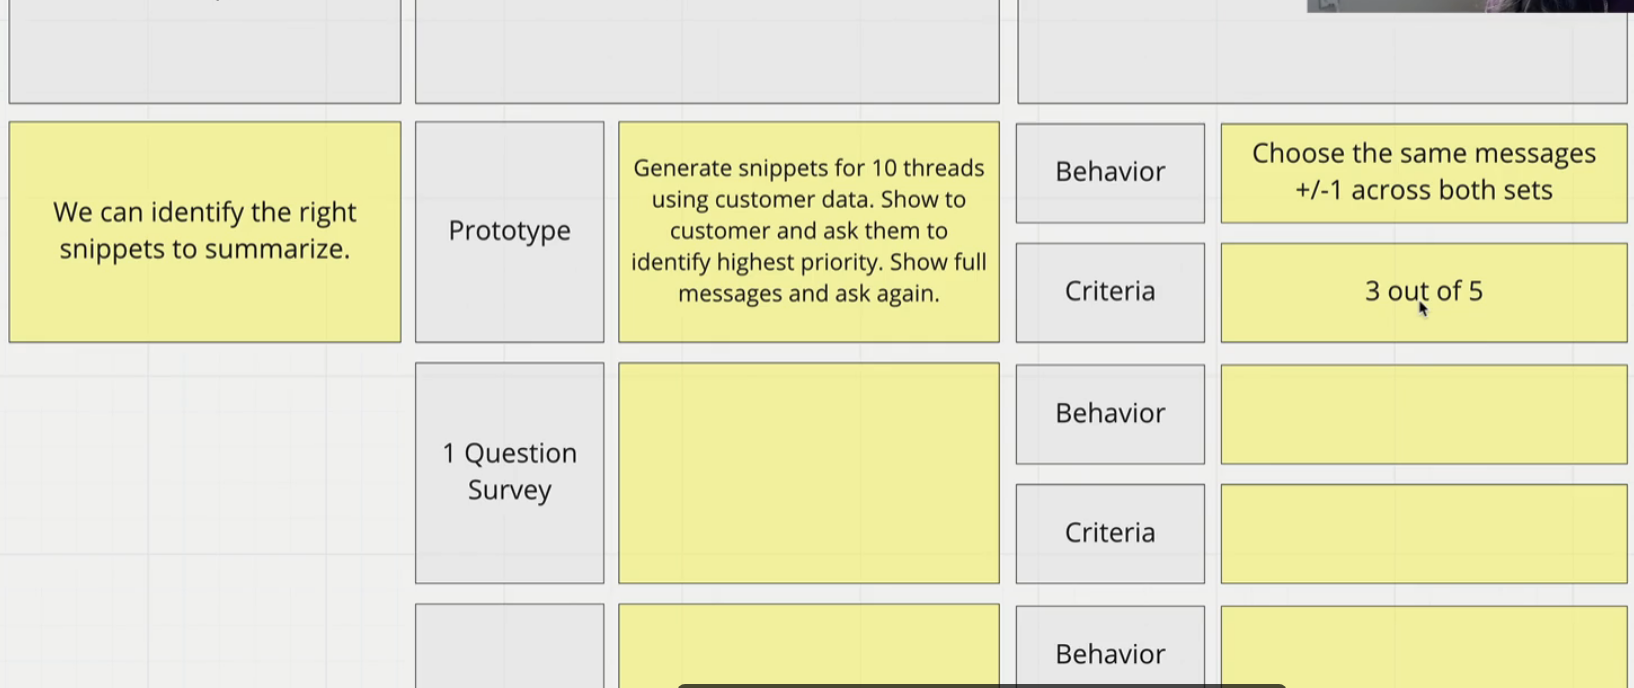 We can identify the right
snippets to summarize.
Prototype
Generate snippets for 10 threads
using customer data. Show to
customer and ask them to
identify highest priority. Show full
messages and ask again.
Behavior
Choose the same messages
+/-1 across both sets
Criteria
3 out of 5
1 Question
Survey
Behavior
Criteria
Behavior